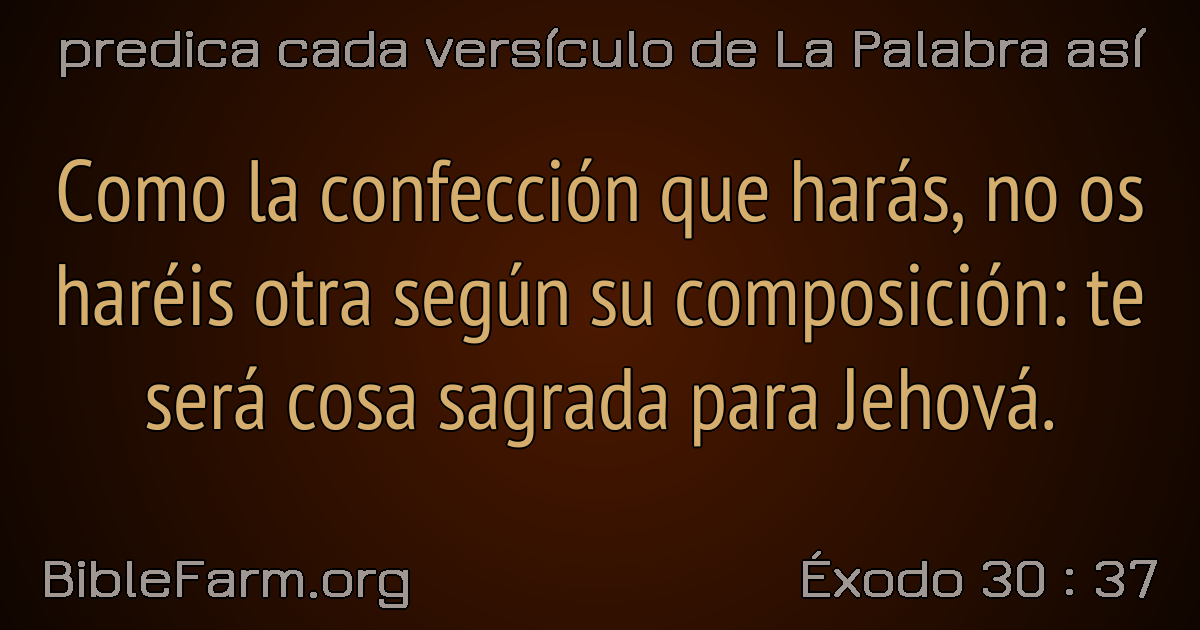 predica cada versículo de La Palabra así
Como la confección que harás, no os
haréis otra según su composición: te
será cosa sagrada para Jehová.
BibleFarm.org
Éxodo 30 : 37